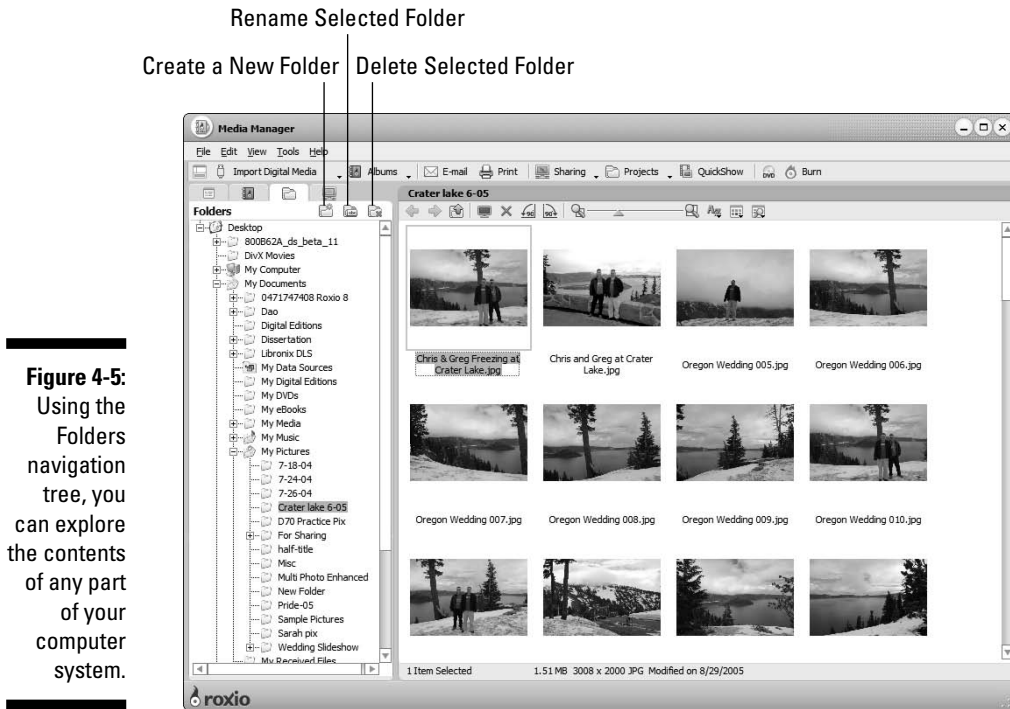 Rename Selected Folder
Create a New Folder Delete Selected Folder
Figure 4-5:
Using the
Folders
navigation
tree, you
can explore
the contents
of any part
of your
computer
system.
Media Manager
File Edit View Tools Help
Import Digital Media Albums E-mail Print Sharing Projects QuickShow DVD Burn
Folders
Crater lake 6-05
Desktop
800B62A_ds_beta_11
DivX Movies
My Computer
My Documents
0471747408 Roxio 8
Dao
Digital Editions
Dissertation
Libronix DLS
My Data Sources
My Digital Editions
My DVDs
My eBooks
My Media
My Music
My Pictures
7-18-04
7-24-04
7-26-04
Crater lake 6-05
D70 Practice Pix
For Sharing
half-title
Misc
Multi Photo Enhanced
New Folder
Pride-05
Sample Pictures
Sarah pix
Wedding Slideshow
My Received Files
Chris & Greg Freezing at
Crater Lake.jpg
Chris and Greg at Crater
Lake.jpg
Oregon Wedding 005.jpg
Oregon Wedding 006.jpg
Oregon Wedding 007.jpg
Oregon Wedding 008.jpg
Oregon Wedding 009.jpg
Oregon Wedding 010.jpg
1 Item Selected 1.51 MB 3008 x 2000 JPG Modified on 8/29/2005
roxio